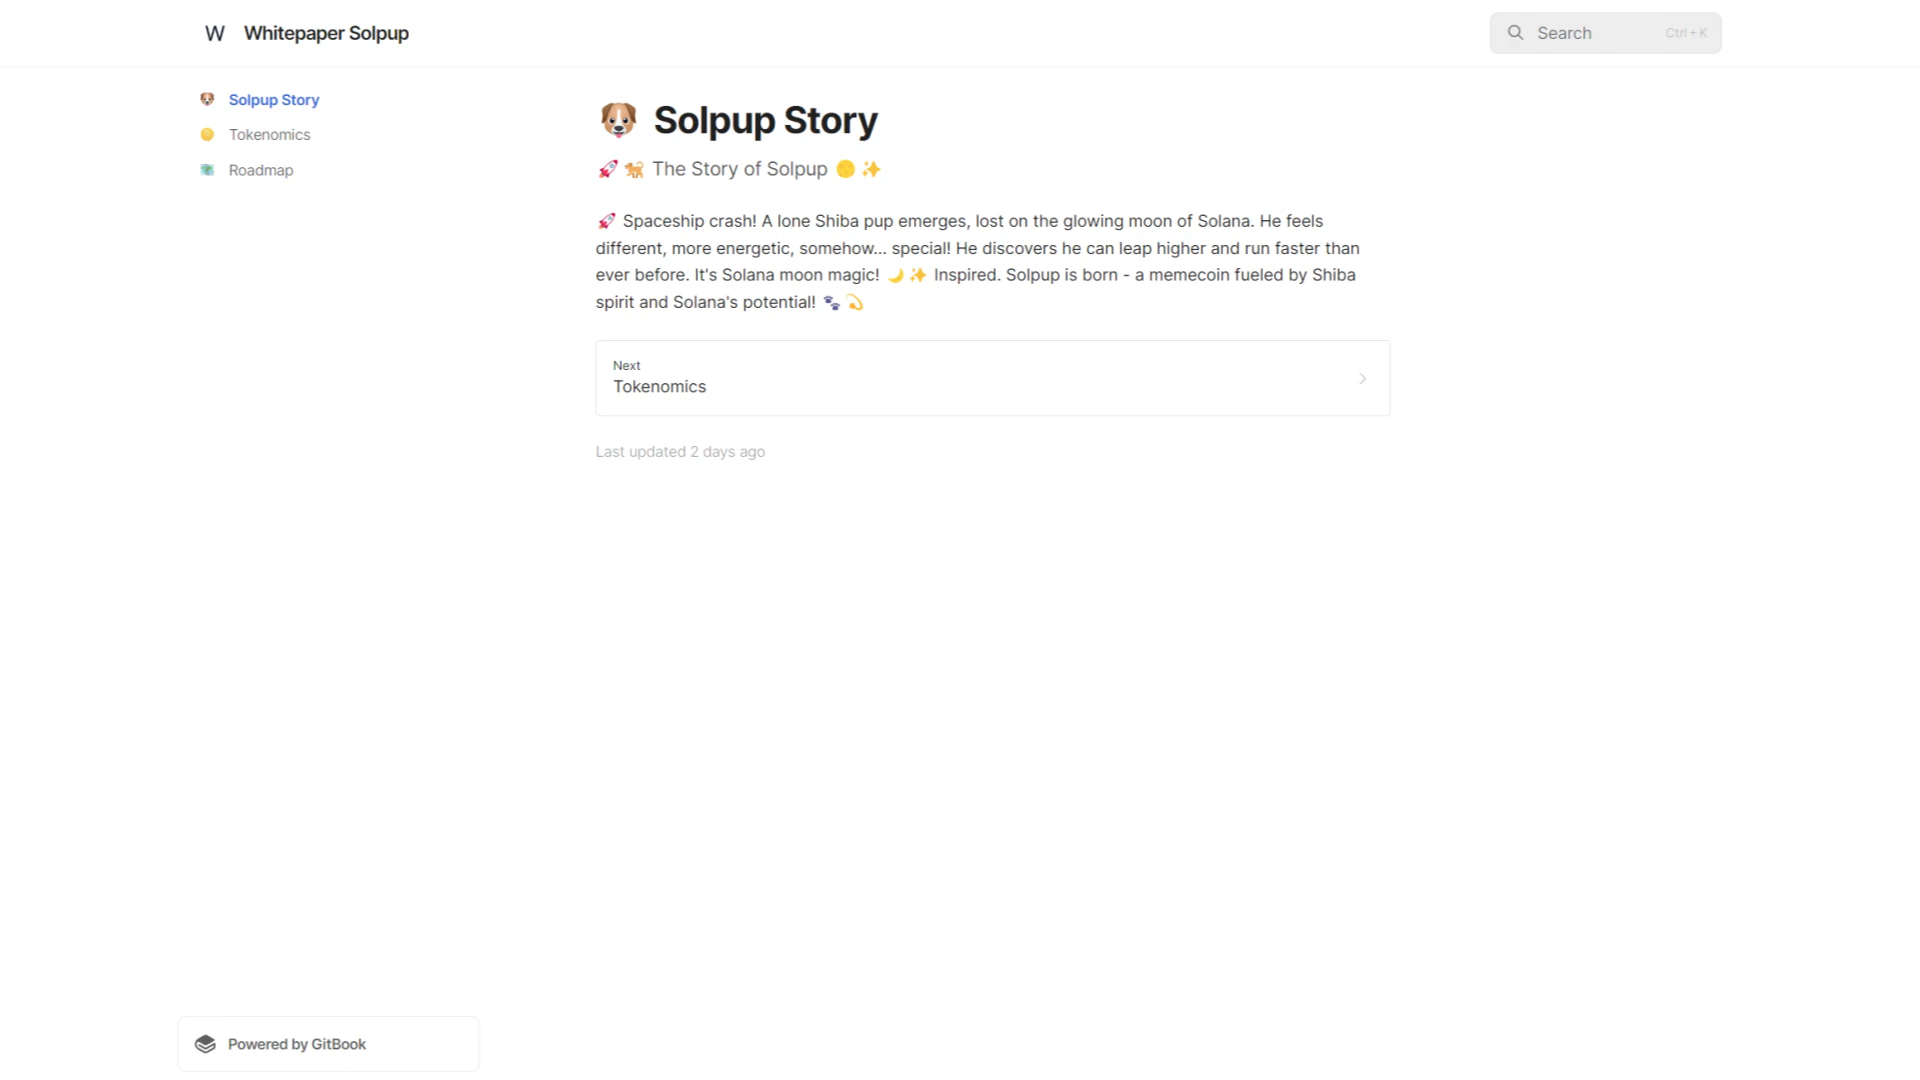 W Whitepaper Solpup
Search Ctrl + K
Solpup Story
Tokenomics
Roadmap
🐶 Solpup Story
🚀🐕 The Story of Solpup 🌕✨
🚀 Spaceship crash! A lone Shiba pup emerges, lost on the glowing moon of Solana. He feels
different, more energetic, somehow... special! He discovers he can leap higher and run faster than
ever before. It's Solana moon magic! 🌙✨ Inspired. Solpup is born - a memecoin fueled by Shiba
spirit and Solana's potential! 🐾💫
Next
Tokenomics
Last updated 2 days ago
Powered by GitBook